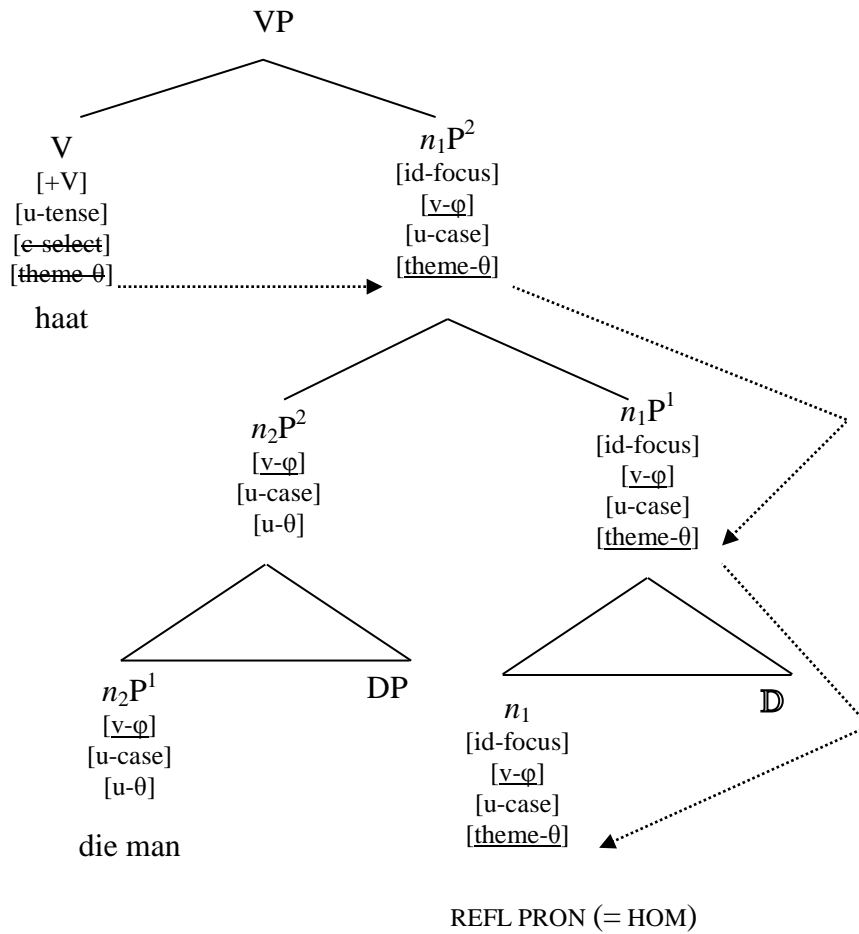 VP
V
[+V]
[u-tense]
[c-select]
[theme-θ]
haat
n₁P²
[id-focus]
[v-φ]
[u-case]
[theme-θ]
n₂P²
[v-φ]
[u-case]
[u-θ]
n₁P¹
[id-focus]
[v-φ]
[u-case]
[theme-θ]
n₂P¹
[v-φ]
[u-case]
[u-θ]
die man
DP
n₁
[id-focus]
[v-φ]
[u-case]
[theme-θ]
𝔻
REFL PRON (= HOM)